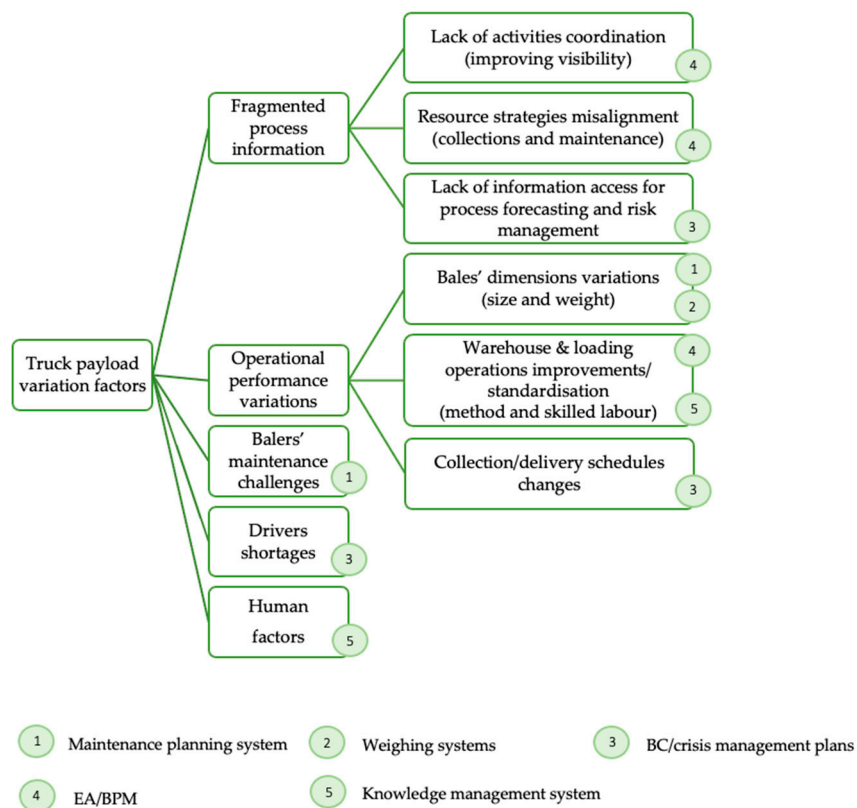 Lack of activities coordination
(improving visibility)
4
Fragmented
process
information
Resource strategies misalignment
(collections and maintenance)
4
Lack of information access for
process forecasting and risk
management
3
Bales’ dimensions variations
(size and weight)
1
2
Truck payload
variation factors
Operational
performance
variations
Warehouse & loading
operations improvements/
standardisation
(method and skilled labour)
4
5
Balers’
maintenance
challenges
1
Collection/delivery schedules
changes
3
Drivers
shortages
3
Human
factors
5
1 Maintenance planning system
2 Weighing systems
3 BC/crisis management plans
4 EA/BPM
5 Knowledge management system